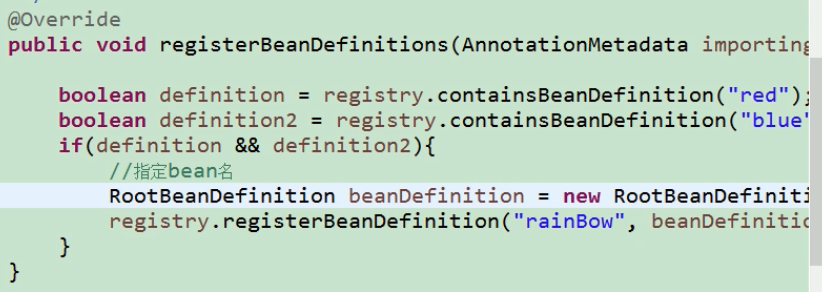 @Override
public void registerBeanDefinitions(AnnotationMetadata importing
boolean definition = registry.containsBeanDefinition("red");
boolean definition2 = registry.containsBeanDefinition("blue"
if(definition && definition2){
//指定bean名
RootBeanDefinition beanDefinition = new RootBeanDefiniti
registry.registerBeanDefinition("rainBow", beanDefinitic
}
}